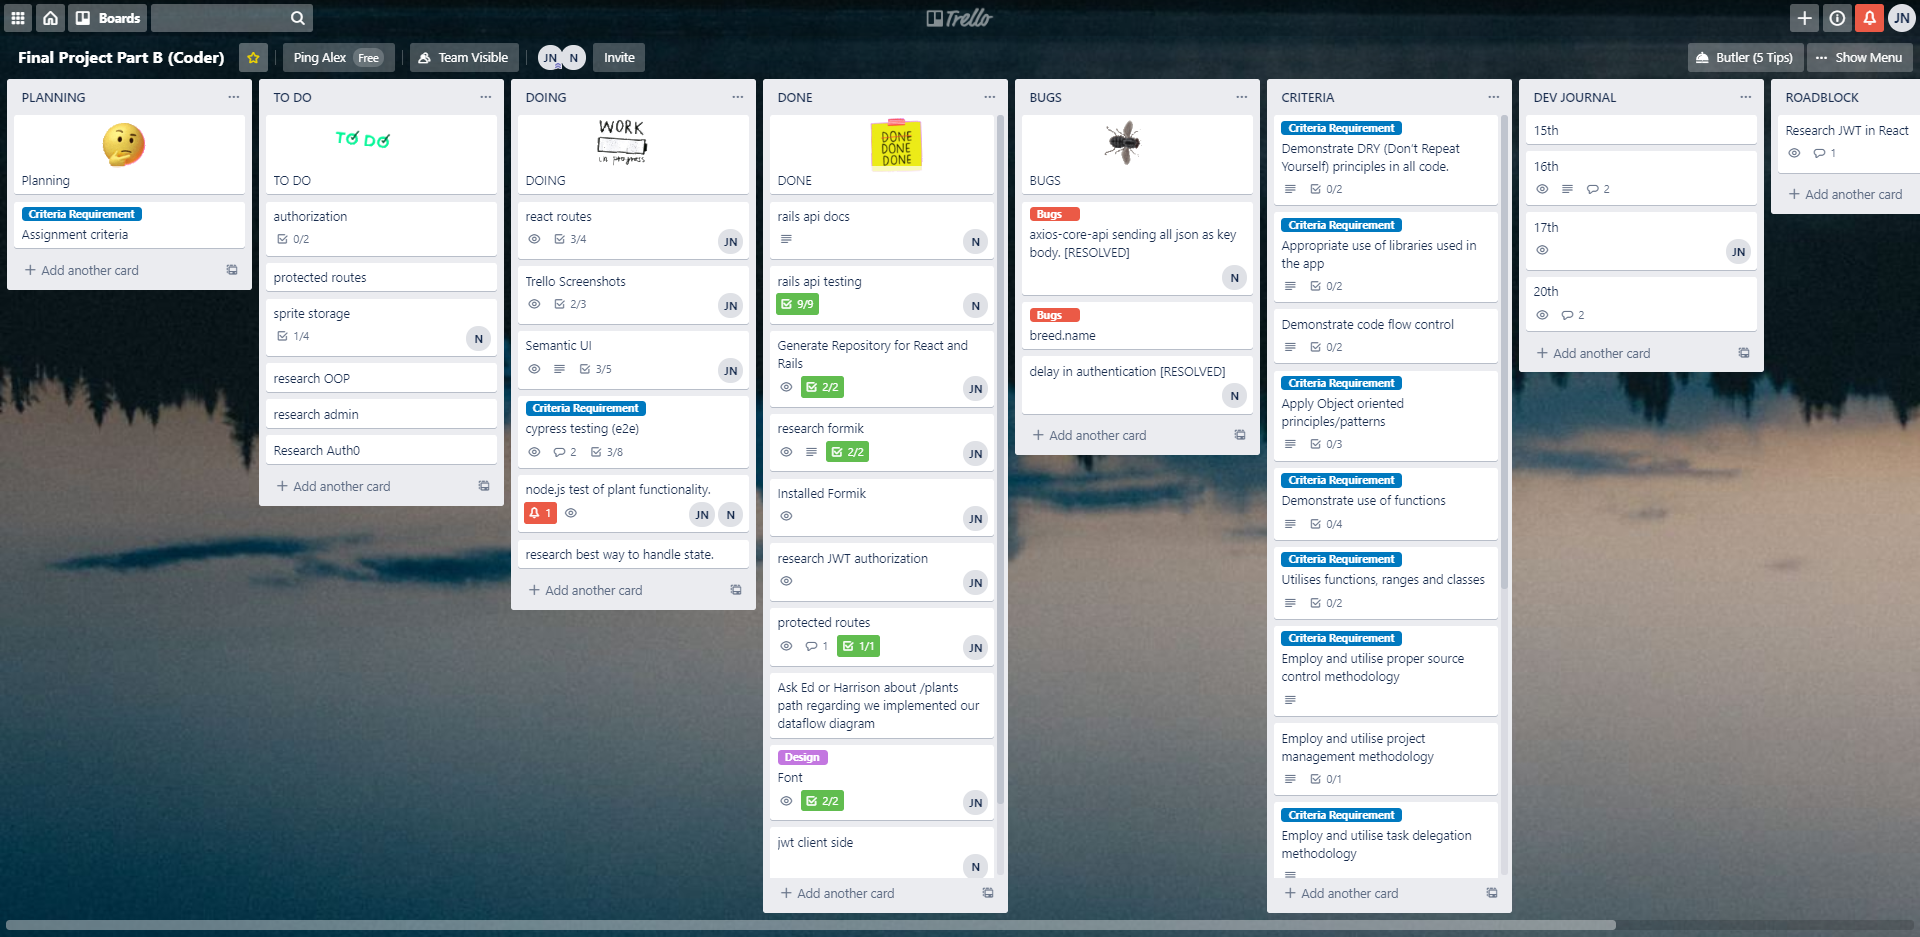 Boards
Trello
JN
Final Project Part B (Coder)
Ping Alex Free
Team Visible
JN N
Invite
Butler (5 Tips)
Show Menu
PLANNING
Planning
Criteria Requirement
Assignment criteria
Add another card
TO DO
TO DO
TO DO
authorization
0/2
protected routes
sprite storage
1/4
N
research OOP
research admin
Research Auth0
Add another card
DOING
WORK
in progress
DOING
react routes
3/4
JN
Trello Screenshots
2/3
JN
Semantic UI
3/5
JN
Criteria Requirement
cypress testing (e2e)
2 3/8
node.js test of plant functionality.
1
JN N
research best way to handle state.
Add another card
DONE
DONE
DONE
DONE
DONE
rails api docs
N
rails api testing
9/9
N
Generate Repository for React and
Rails
2/2
JN
research formik
2/2
JN
Installed Formik
JN
research JWT authorization
JN
protected routes
1 1/1
JN
Ask Ed or Harrison about /plants
path regarding we implemented our
dataflow diagram
Design
Font
2/2
JN
jwt client side
N
Add another card
BUGS
BUGS
Bugs
axios-core-api sending all json as key
body. [RESOLVED]
N
Bugs
breed.name
delay in authentication [RESOLVED]
N
Add another card
CRITERIA
Criteria Requirement
Demonstrate DRY (Don't Repeat
Yourself) principles in all code.
0/2
Criteria Requirement
Appropriate use of libraries used in
the app
0/2
Demonstrate code flow control
0/2
Criteria Requirement
Apply Object oriented
principles/patterns
0/3
Criteria Requirement
Demonstrate use of functions
0/4
Criteria Requirement
Utilises functions, ranges and classes
0/2
Criteria Requirement
Employ and utilise proper source
control methodology
Employ and utilise project
management methodology
0/1
Criteria Requirement
Employ and utilise task delegation
methodology
Add another card
DEV JOURNAL
15th
16th
2
17th
JN
20th
2
Add another card
ROADBLOCK
Research JWT in React
1
Add another card